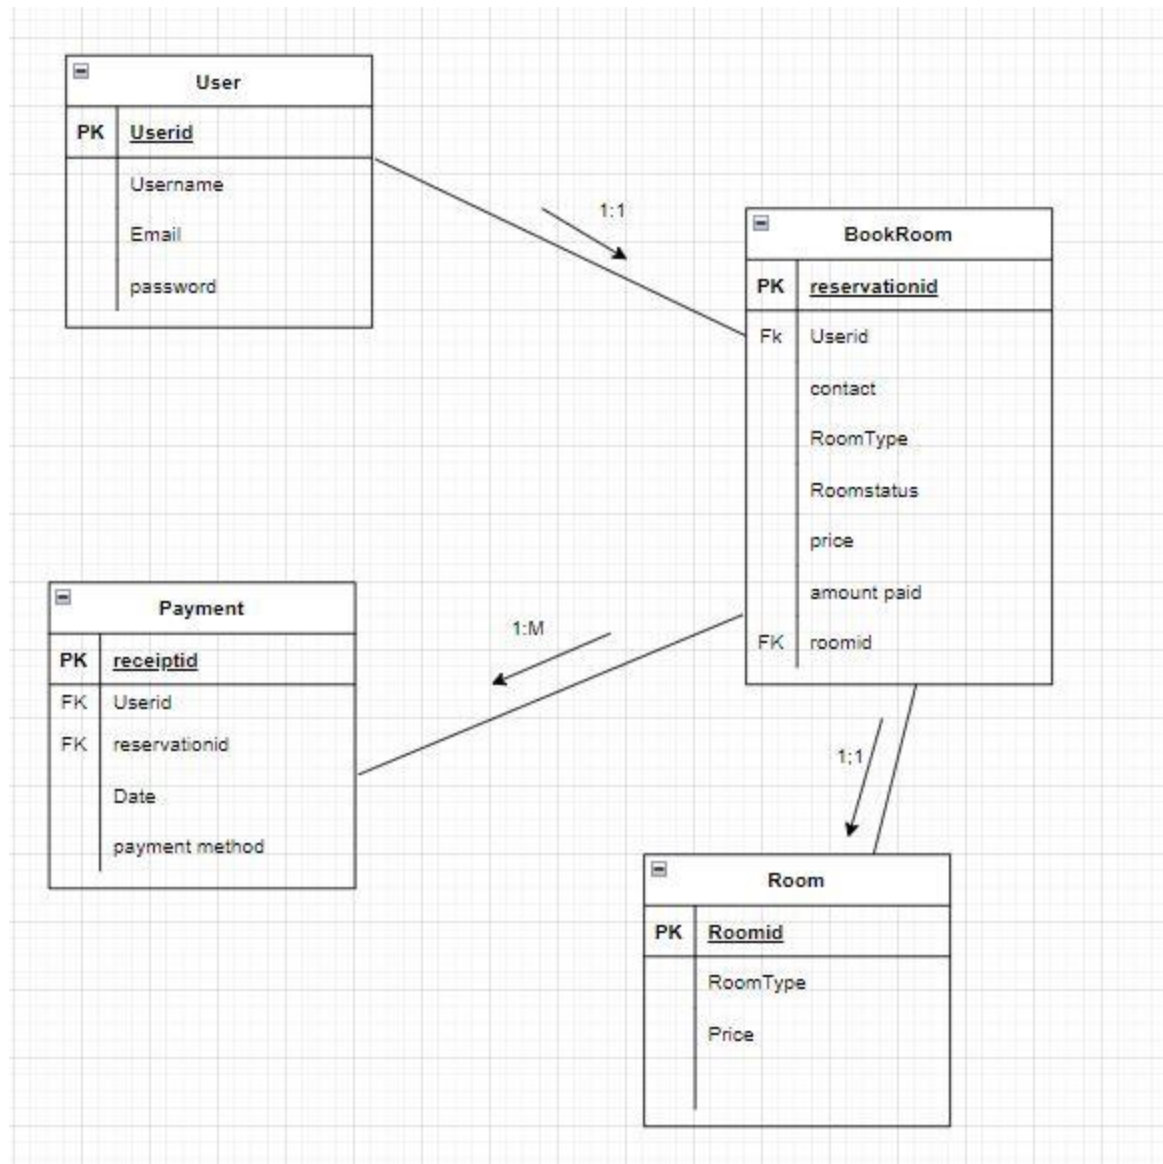 User
PK Userid
Username
Email
password
1:1
BookRoom
PK reservationid
Fk Userid
contact
RoomType
Roomstatus
price
amount paid
FK roomid
Payment
PK receiptid
FK Userid
FK reservationid
Date
payment method
1:M
1;1
Room
PK Roomid
RoomType
Price